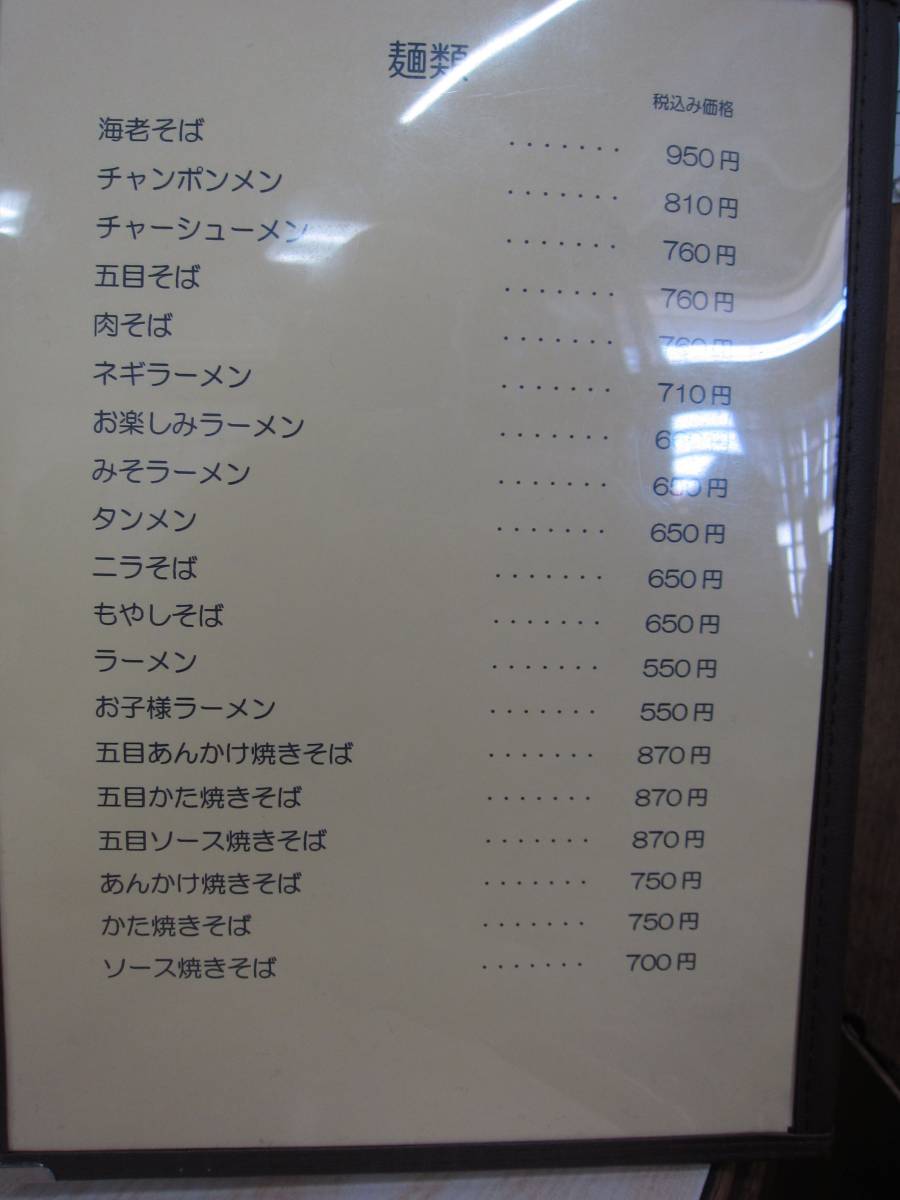 麺類
税込み価格
海老そば ······· 950円
チャンポンメン ······· 810円
チャーシューメン ······· 760円
五目そば ······· 760円
肉そば ······· 760円
ネギラーメン ······· 710円
お楽しみラーメン ·······
みそラーメン ······· 650円
タンメン ······· 650円
ニラそば ······· 650円
もやしそば ······· 650円
ラーメン ······· 550円
お子様ラーメン ······· 550円
五目あんかけ焼きそば ······· 870円
五目かた焼きそば ······· 870円
五目ソース焼きそば ······· 870円
あんかけ焼きそば ······· 750円
かた焼きそば ······· 750円
ソース焼きそば ······· 700円